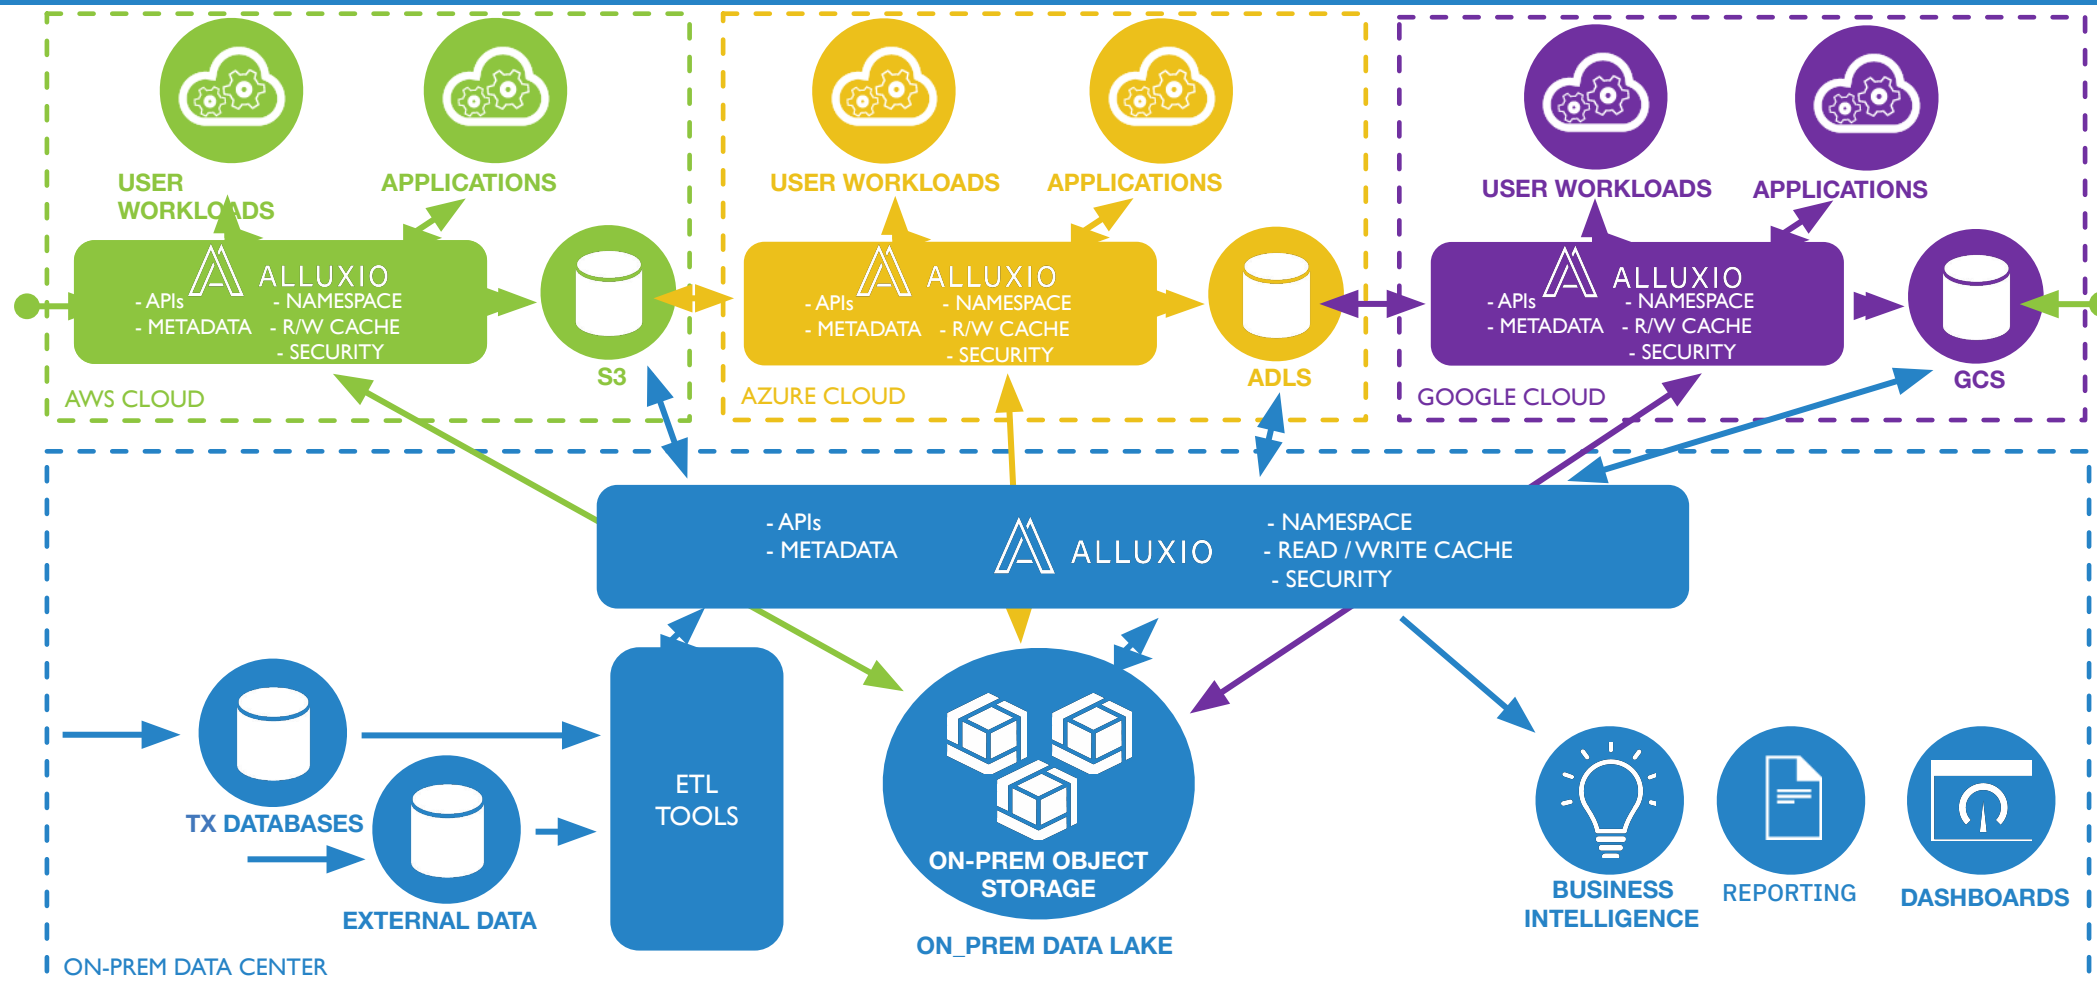 USER
WORKLOADS
APPLICATIONS
ALLUXIO
- APIs
- NAMESPACE
- METADATA
- R/W CACHE
- SECURITY
S3
AWS CLOUD
USER WORKLOADS
APPLICATIONS
ALLUXIO
- APIs
- NAMESPACE
- METADATA
- R/W CACHE
- SECURITY
ADLS
AZURE CLOUD
USER WORKLOADS
APPLICATIONS
ALLUXIO
- APIs
- NAMESPACE
- METADATA
- R/W CACHE
- SECURITY
GCS
GOOGLE CLOUD
- APIs
- METADATA
ALLUXIO
- NAMESPACE
- READ / WRITE CACHE
- SECURITY
TX DATABASES
EXTERNAL DATA
ETL
TOOLS
ON-PREM OBJECT
STORAGE
ON_PREM DATA LAKE
BUSINESS
INTELLIGENCE
REPORTING
DASHBOARDS
ON-PREM DATA CENTER